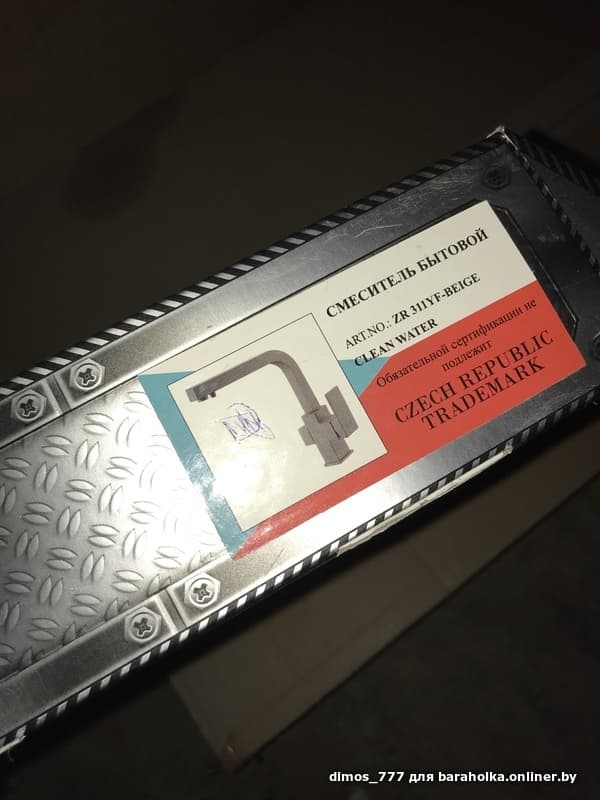 СМЕСИТЕЛЬ БЫТОВОЙ
ART.NO.: ZR 311YF-BEIGE
CLEAN WATER
Обязательной сертификации не
подлежит
CZECH REPUBLIC
TRADEMARK
dimos_777 для baraholka.onliner.by